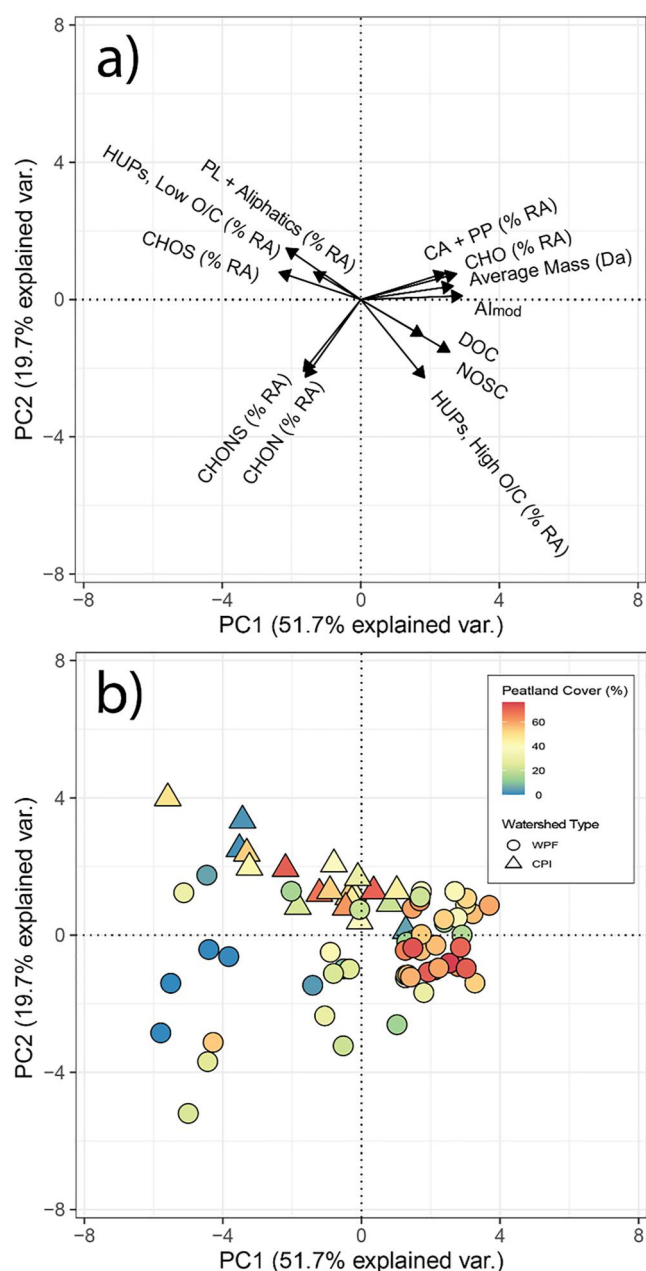 a)
8
4
0
−4
−8
PC2 (19.7% explained var.)
HUPs, Low O/C (% RA)
PL + Aliphatics (% RA)
CHOS (% RA)
CA + PP (% RA)
CHO (% RA)
Average Mass (Da)
AImod
DOC
NOSC
HUPs, High O/C (% RA)
CHONS (% RA)
CHON (% RA)
−8
−4
0
4
8
PC1 (51.7% explained var.)
b)
8
4
0
−4
−8
PC2 (19.7% explained var.)
Peatland Cover (%)
60
40
20
0
Watershed Type
WPF
CPI
−8
−4
0
4
8
PC1 (51.7% explained var.)